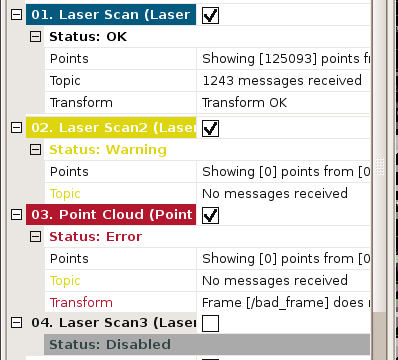 01. Laser Scan (Laser
Status: OK
Points Showing [125093] points
Topic 1243 messages received
Transform Transform OK
02. Laser Scan2 (Laser
Status: Warning
Points Showing [0] points from [0
Topic No messages received
03. Point Cloud (Point
Status: Error
Points Showing [0] points from [0
Topic No messages received
Transform Frame [/bad_frame] does
04. Laser Scan3 (Laser
Status: Disabled